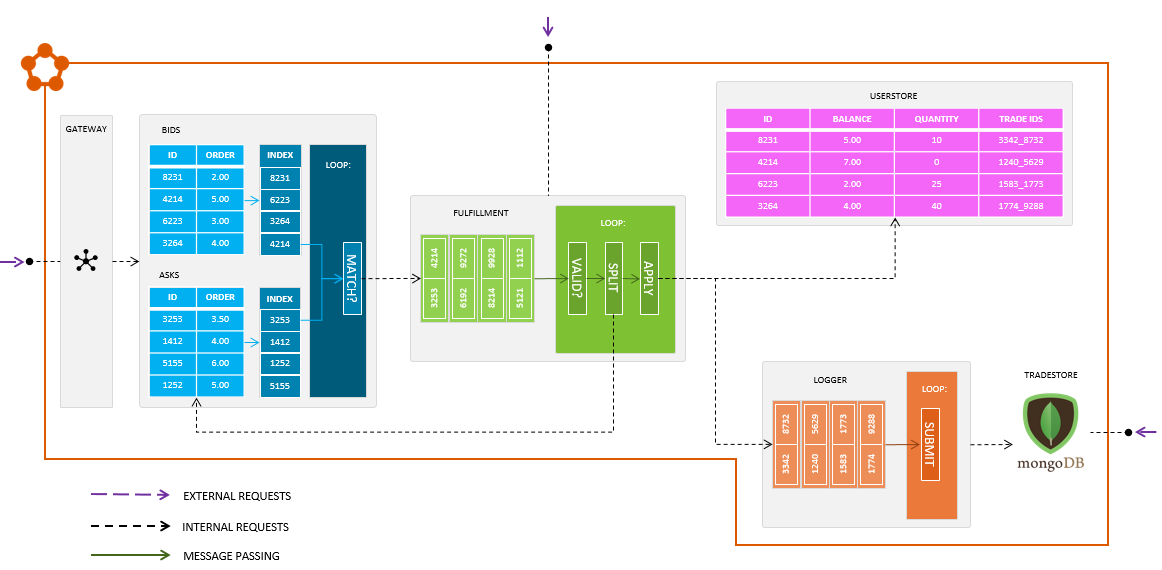 GATEWAY
BIDS
ID ORDER
8231 2.00
4214 5.00
6223 3.00
3264 4.00
INDEX
8231
6223
3264
4214
ASKS
ID ORDER
3253 3.50
1412 4.00
5155 6.00
1252 5.00
INDEX
3253
1412
1252
5155
LOOP:
MATCH?
FULFILLMENT
4214 9272 9928 1112
3253 6192 8214 5121
LOOP:
VALID?
SPLIT
APPLY
USERSTORE
ID BALANCE QUANTITY TRADE IDS
8231 5.00 10 3342_8732
4214 7.00 0 1240_5629
6223 2.00 25 1583_1773
3264 4.00 40 1774_9288
LOGGER
8732 5629 1773 9288
3342 1240 1583 1774
LOOP:
SUBMIT
TRADESTORE
mongoDB
EXTERNAL REQUESTS
INTERNAL REQUESTS
MESSAGE PASSING